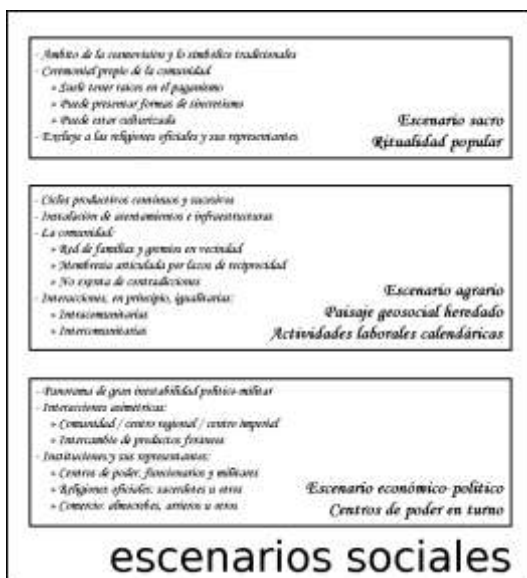 - Ámbito de la cosmovisión y lo simbólico tradicionales
- Ceremonial propio de la comunidad
» Suele tener raíces en el paganismo
» Puede presentar formas de sincretismo
» Puede estar culturizada
- Excluye a las religiones oficiales y sus representantes
Escenario sacro
Ritualidad popular
- Ciclos productivos continuos y sucesivos
- Instalación de asentamientos e infraestructuras
- La comunidad:
» Red de familias y gremios en vecindad
» Membresía articulada por lazos de reciprocidad
» No exenta de contradicciones
- Interacciones, en principio, igualitarias:
» Intracomunitarias
» Intercomunitarias
Escenario agrario
Paisaje geosocial heredado
Actividades laborales calendáricas
- Panorama de gran inestabilidad político-militar
- Interacciones asimétricas:
» Comunidad / centro regional / centro imperial
» Intercambio de productos foráneos
- Instituciones y sus representantes:
» Centros de poder: funcionarios y militares
» Religiones oficiales: sacerdotes u otros
» Comercio: almocrebes, arrieros u otros
Escenario económico-político
Centros de poder en turno
escenarios sociales